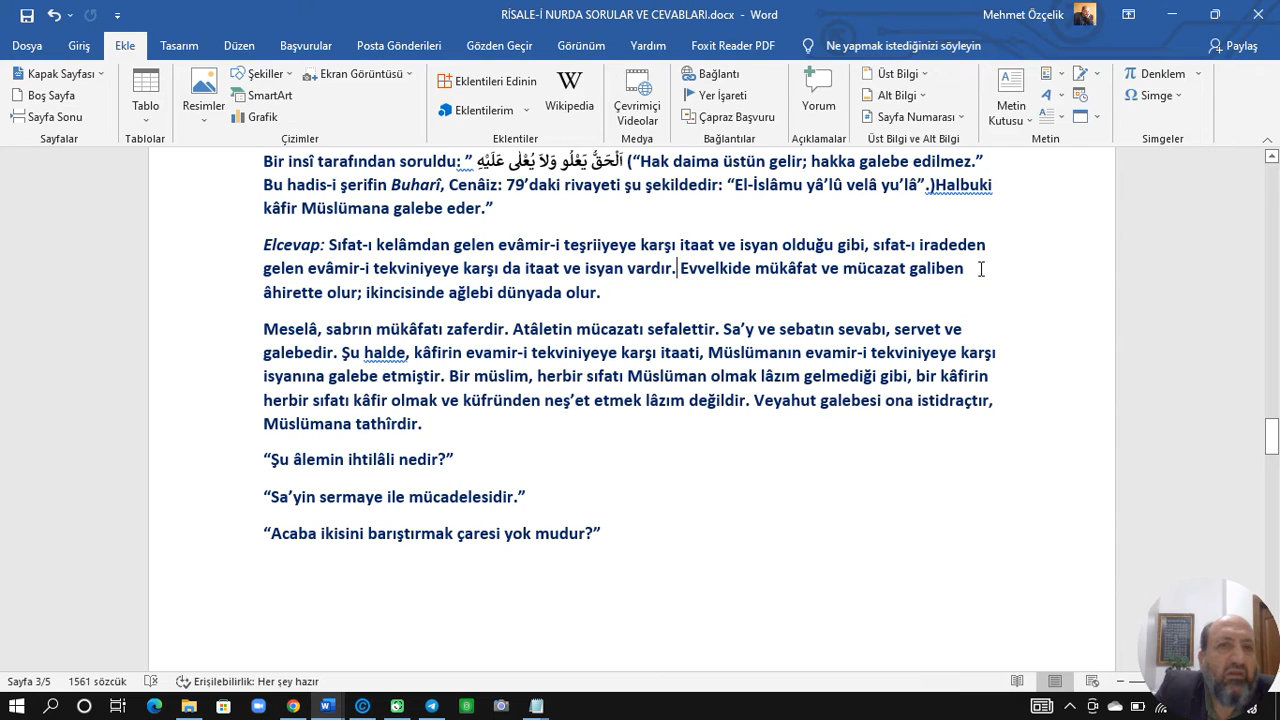 RİSALE-İ NURDA SORULAR VE CEVABLARI.docx - Word
Mehmet Özçelik
Dosya Giriş Ekle Tasarım Düzen Başvurular Posta Gönderileri Gözden Geçir Görünüm Yardım Foxit Reader PDF Ne yapmak istediğinizi söyleyin Paylaş
Kapak Sayfası
Boş Sayfa
Sayfa Sonu
Sayfalar
Tablo
Tablolar
Resimler
Şekiller
SmartArt
Grafik
Ekran Görüntüsü
Çizimler
Eklentileri Edinin
Eklentilerim
Wikipedia
Eklentiler
Çevrimiçi
Videolar
Medya
Bağlantı
Yer İşareti
Çapraz Başvuru
Bağlantılar
Yorum
Açıklamalar
Üst Bilgi
Alt Bilgi
Sayfa Numarası
Üst Bilgi ve Alt Bilgi
Metin
Kutusu
Metin
Denklem
Simge
Simgeler
Bir insî tarafından soruldu: ” اَلْحَقُّ يَعْلُو وَلاَ يُعْلٰى عَلَيْهِ (“Hak daima üstün gelir; hakka galebe edilmez.”
Bu hadis-i şerifin Buharî, Cenâiz: 79’daki rivayeti şu şekildedir: “El-İslâmu yâ’lû velâ yu’lâ”.)Halbuki
kâfir Müslümana galebe eder.”
Elcevap: Sıfat-ı kelâmdan gelen evâmir-i teşriiyeye karşı itaat ve isyan olduğu gibi, sıfat-ı iradeden
gelen evâmir-i tekviniyeye karşı da itaat ve isyan vardır. Evvelkide mükâfat ve mücazat galiben
âhirette olur; ikincisinde ağlebi dünyada olur.
Meselâ, sabrın mükâfatı zaferdir. Atâletin mücazatı sefalettir. Sa’y ve sebatın sevabı, servet ve
galebedir. Şu halde, kâfirin evamir-i tekviniyeye karşı itaati, Müslümanın evamir-i tekviniyeye karşı
isyanına galebe etmiştir. Bir müslim, herbir sıfatı Müslüman olmak lâzım gelmediği gibi, bir kâfirin
herbir sıfatı kâfir olmak ve küfründen neş’et etmek lâzım değildir. Veyahut galebesi ona istidraçtır,
Müslümana tathîrdir.
“Şu âlemin ihtilâli nedir?”
“Sa’yin sermaye ile mücadelesidir.”
“Acaba ikisini barıştırmak çaresi yok mudur?”
Sayfa 3/5 1561 sözcük Erişilebilirlik: Her şey hazır